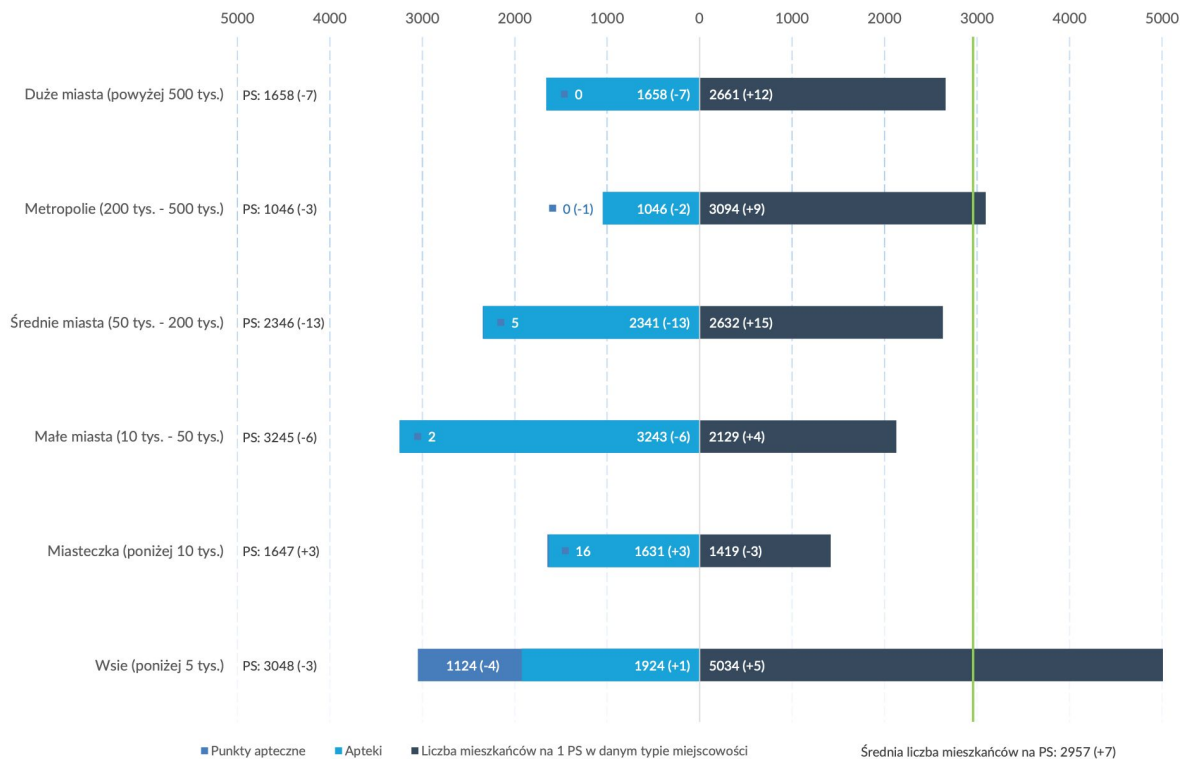 5000 4000 3000 2000 1000 0 1000 2000 3000 4000 5000
Duże miasta (powyżej 500 tys.) PS: 1658 (-7) 0 1658 (-7) 2661 (+12)
Metropolie (200 tys. - 500 tys.) PS: 1046 (-3) 0 (-1) 1046 (-2) 3094 (+9)
Średnie miasta (50 tys. - 200 tys.) PS: 2346 (-13) 5 2341 (-13) 2632 (+15)
Małe miasta (10 tys. - 50 tys.) PS: 3245 (-6) 2 3243 (-6) 2129 (+4)
Miasteczka (poniżej 10 tys.) PS: 1647 (+3) 16 1631 (+3) 1419 (-3)
Wsie (poniżej 5 tys.) PS: 3048 (-3) 1124 (-4) 1924 (+1) 5034 (+5)
Punkty apteczne Apteki Liczba mieszkańców na 1 PS w danym typie miejscowości Średnia liczba mieszkańców na PS: 2957 (+7)